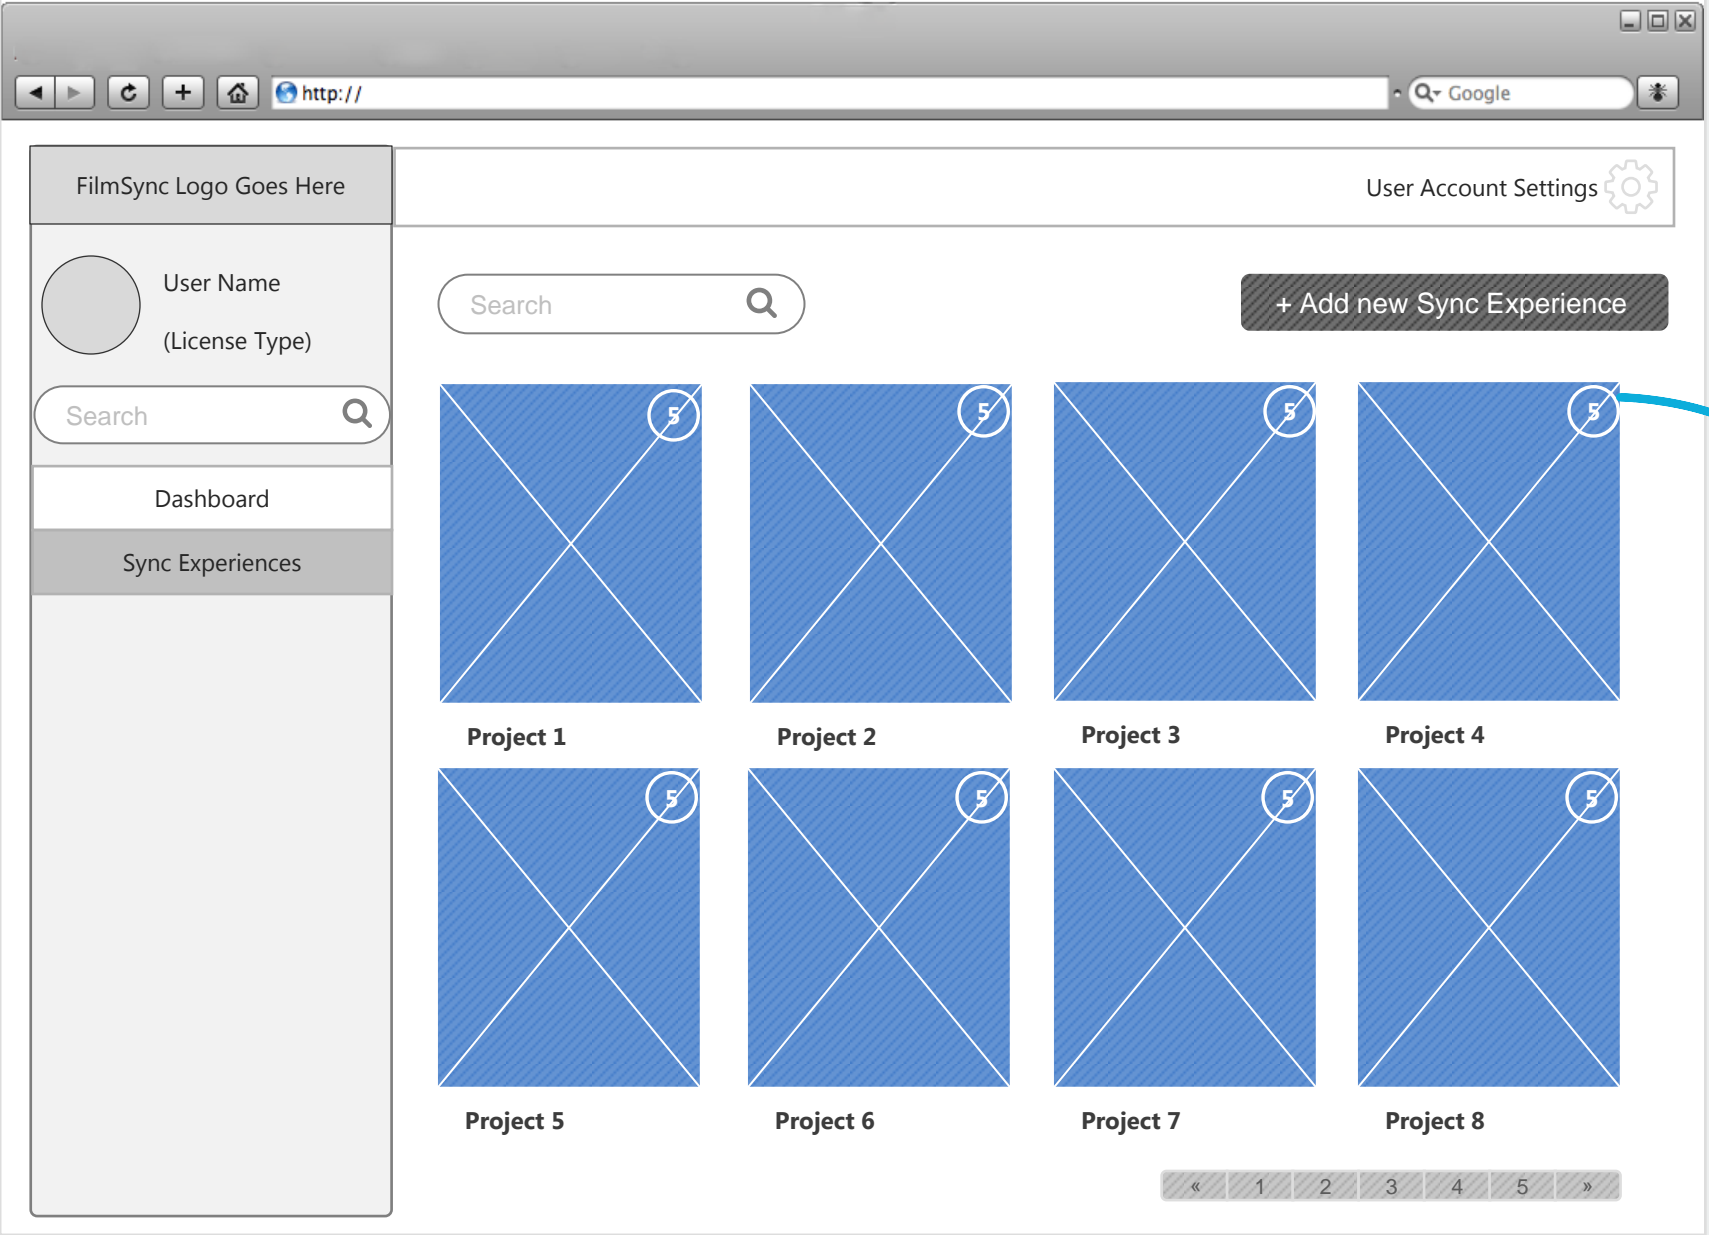 http://
Google
FilmSync Logo Goes Here
User Account Settings
User Name
(License Type)
Search
Dashboard
Sync Experiences
Search
+ Add new Sync Experience
5
5
5
5
Project 1
Project 2
Project 3
Project 4
5
5
5
5
Project 5
Project 6
Project 7
Project 8
« 1 2 3 4 5 »